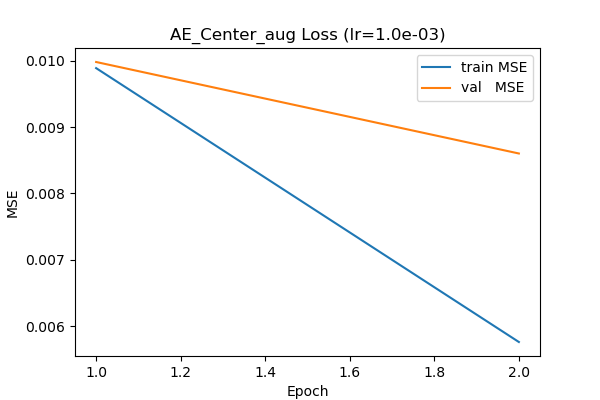 AE_Center_aug Loss (lr=1.0e-03)
train MSE
val   MSE
0.010
0.009
0.008
0.007
0.006
MSE
1.0 1.2 1.4 1.6 1.8 2.0
Epoch